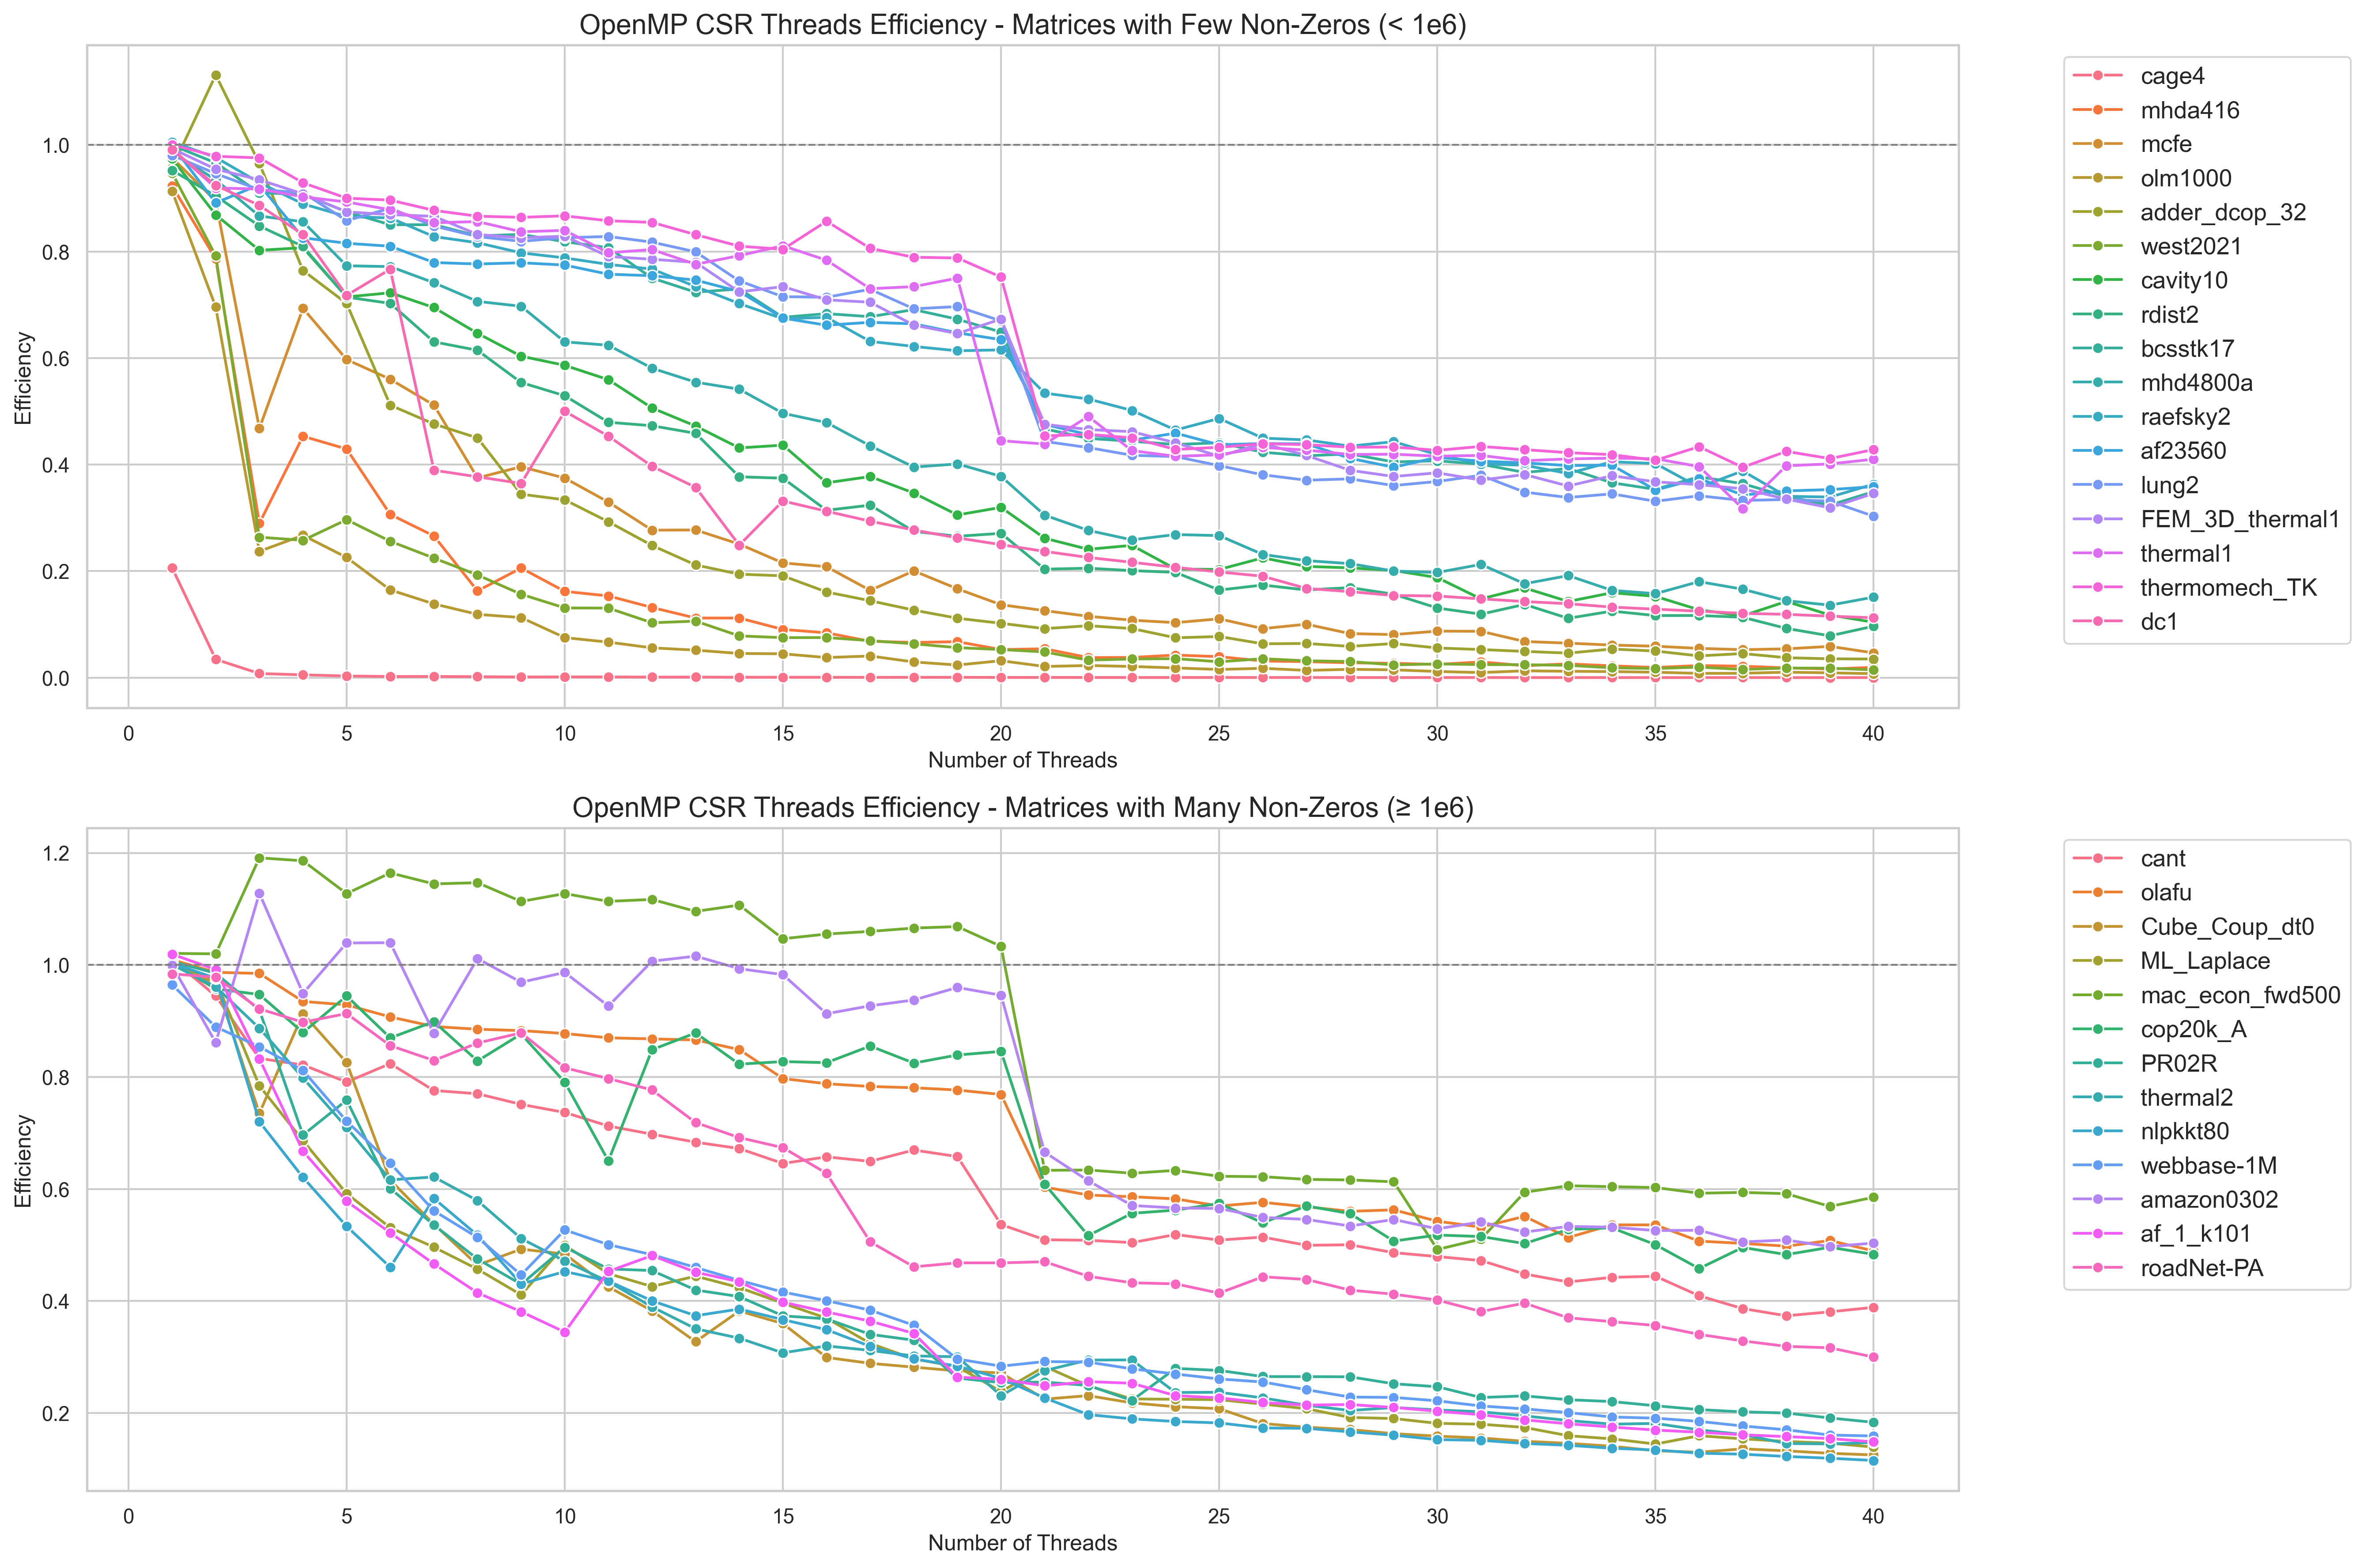 OpenMP CSR Threads Efficiency - Matrices with Few Non-Zeros (< 1e6)
Efficiency
1.0
0.8
0.6
0.4
0.2
0.0
0 5 10 15 20 25 30 35 40
Number of Threads
cage4
mhda416
mcfe
olm1000
adder_dcop_32
west2021
cavity10
rdist2
bcsstk17
mhd4800a
raefsky2
af23560
lung2
FEM_3D_thermal1
thermal1
thermomech_TK
dc1
OpenMP CSR Threads Efficiency - Matrices with Many Non-Zeros (≥ 1e6)
Efficiency
1.2
1.0
0.8
0.6
0.4
0.2
0 5 10 15 20 25 30 35 40
Number of Threads
cant
olafu
Cube_Coup_dt0
ML_Laplace
mac_econ_fwd500
cop20k_A
PR02R
thermal2
nlpkkt80
webbase-1M
amazon0302
af_1_k101
roadNet-PA